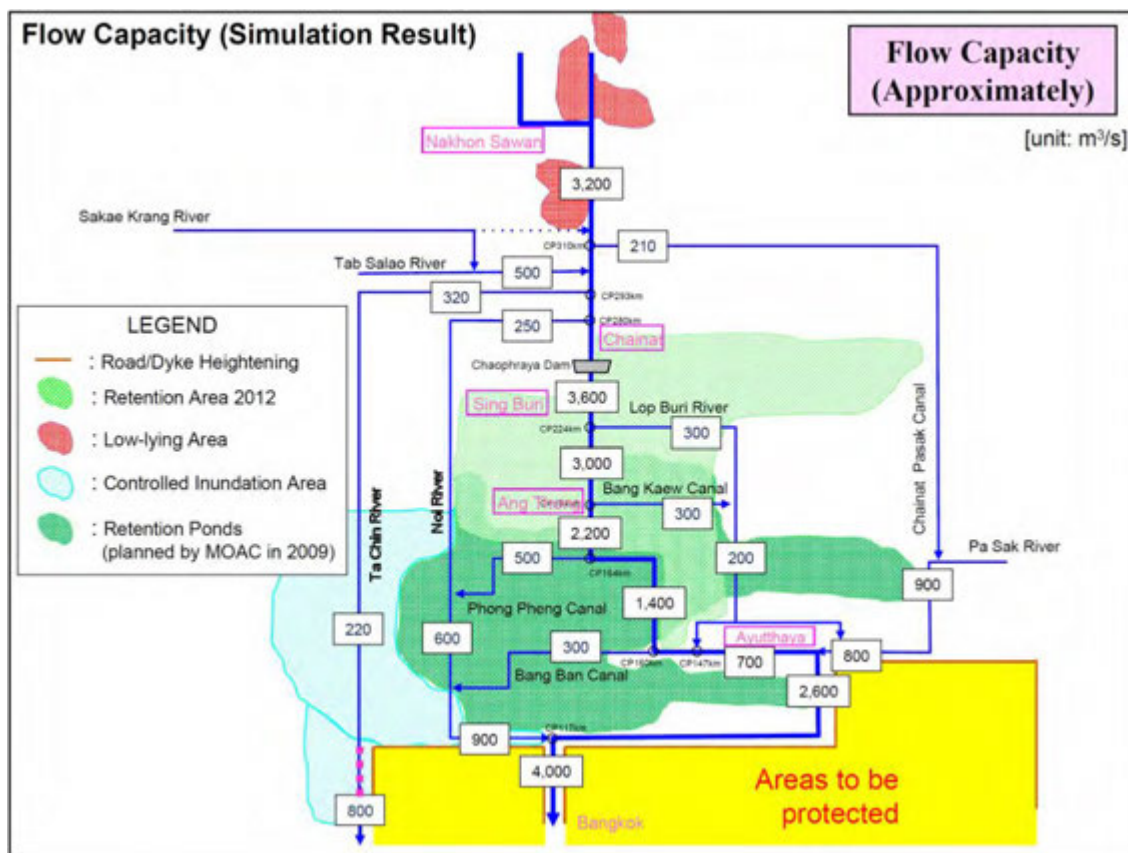 Flow Capacity (Simulation Result)
Flow Capacity
(Approximately)
[unit: m³/s]
Nakhon Sawan
3,200
Sakae Krang River
CP310km
210
Tab Salao River
500
320
CP293km
250
CP280km
Chainat
LEGEND
: Road/Dyke Heightening
: Retention Area 2012
: Low-lying Area
: Controlled Inundation Area
: Retention Ponds
(planned by MOAC in 2009)
Chaophraya Dam
3,600
Sing Buri
Lop Buri River
CP224km
300
3,000
Bang Kaew Canal
Ang Thong
300
2,200
Chainat Pasak Canal
Noi River
Ta Chin River
Pa Sak River
500
CP164km
200
900
Phong Pheng Canal
1,400
220
600
300
Ayutthaya
CP147km
700
800
Bang Ban Canal
2,600
900
4,000
800
Areas to be
protected
Bangkok